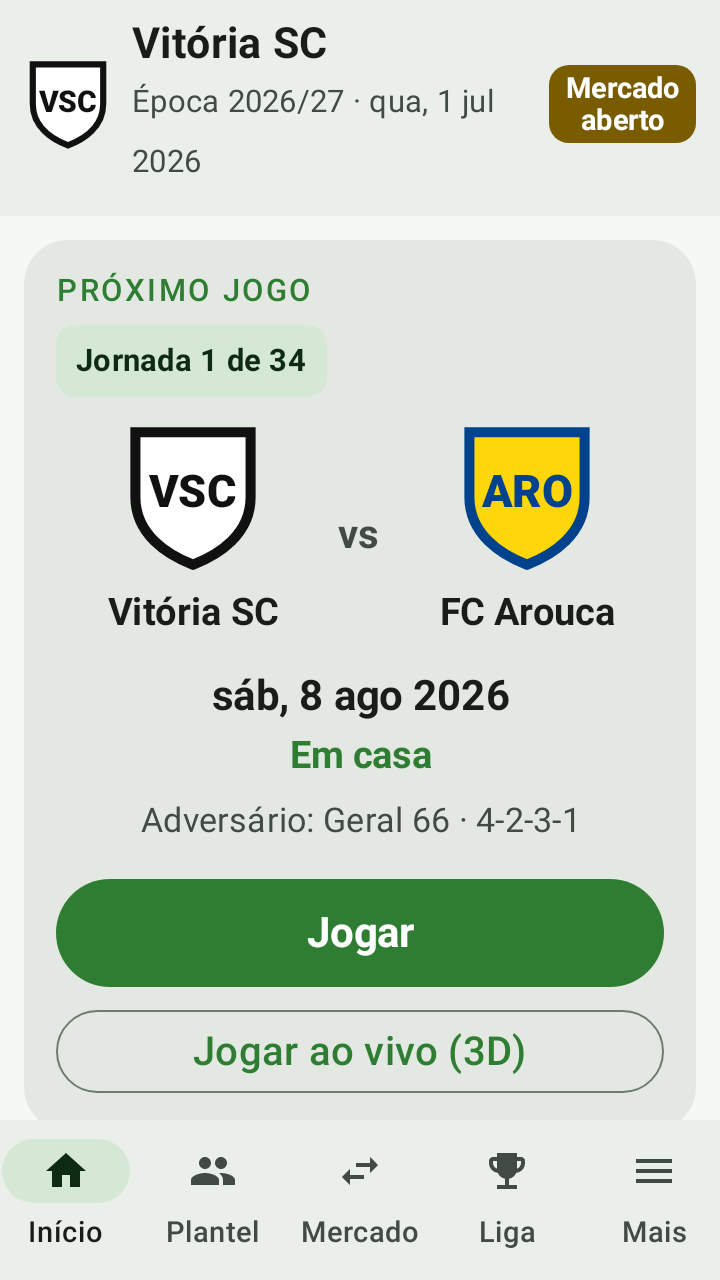 VSC
Vitória SC
Época 2026/27 · qua, 1 jul
2026
Mercado
aberto
PRÓXIMO JOGO
Jornada 1 de 34
VSC
vs
ARO
Vitória SC
FC Arouca
sáb, 8 ago 2026
Em casa
Adversário: Geral 66 · 4-2-3-1
Jogar
Jogar ao vivo (3D)
Início
Plantel
Mercado
Liga
Mais